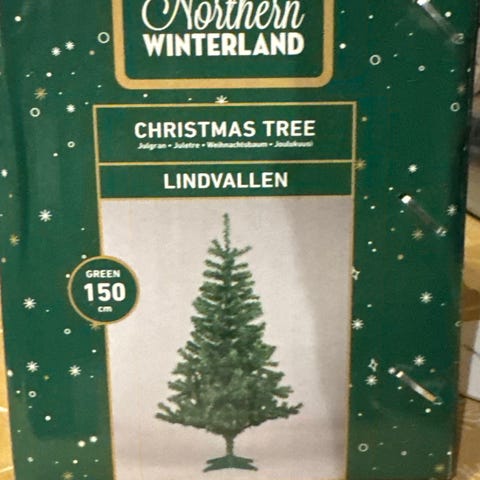 Northern
WINTERLAND
CHRISTMAS TREE
Julgran • Juletre • Weihnachtsbaum • Joulukuusi
LINDVALLEN
GREEN
150
cm